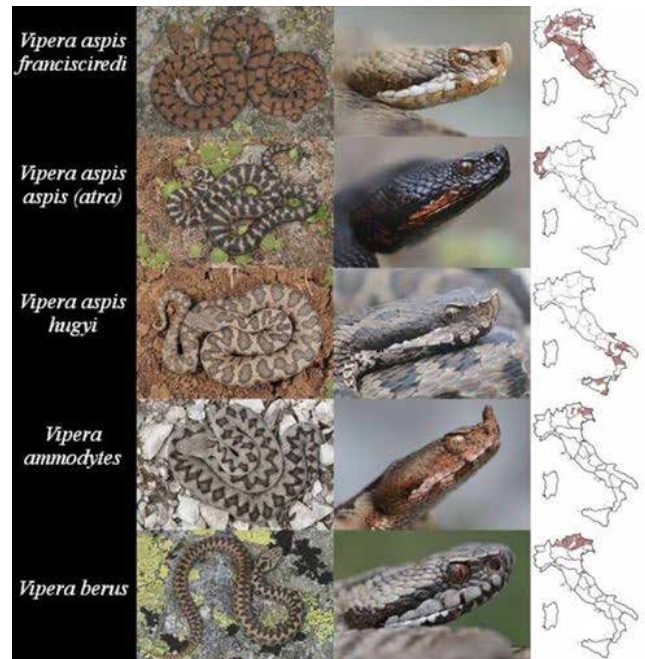 Vipera aspis
francisciredi
Vipera aspis
aspis (atra)
Vipera aspis
hugyi
Vipera
ammodytes
Vipera berus